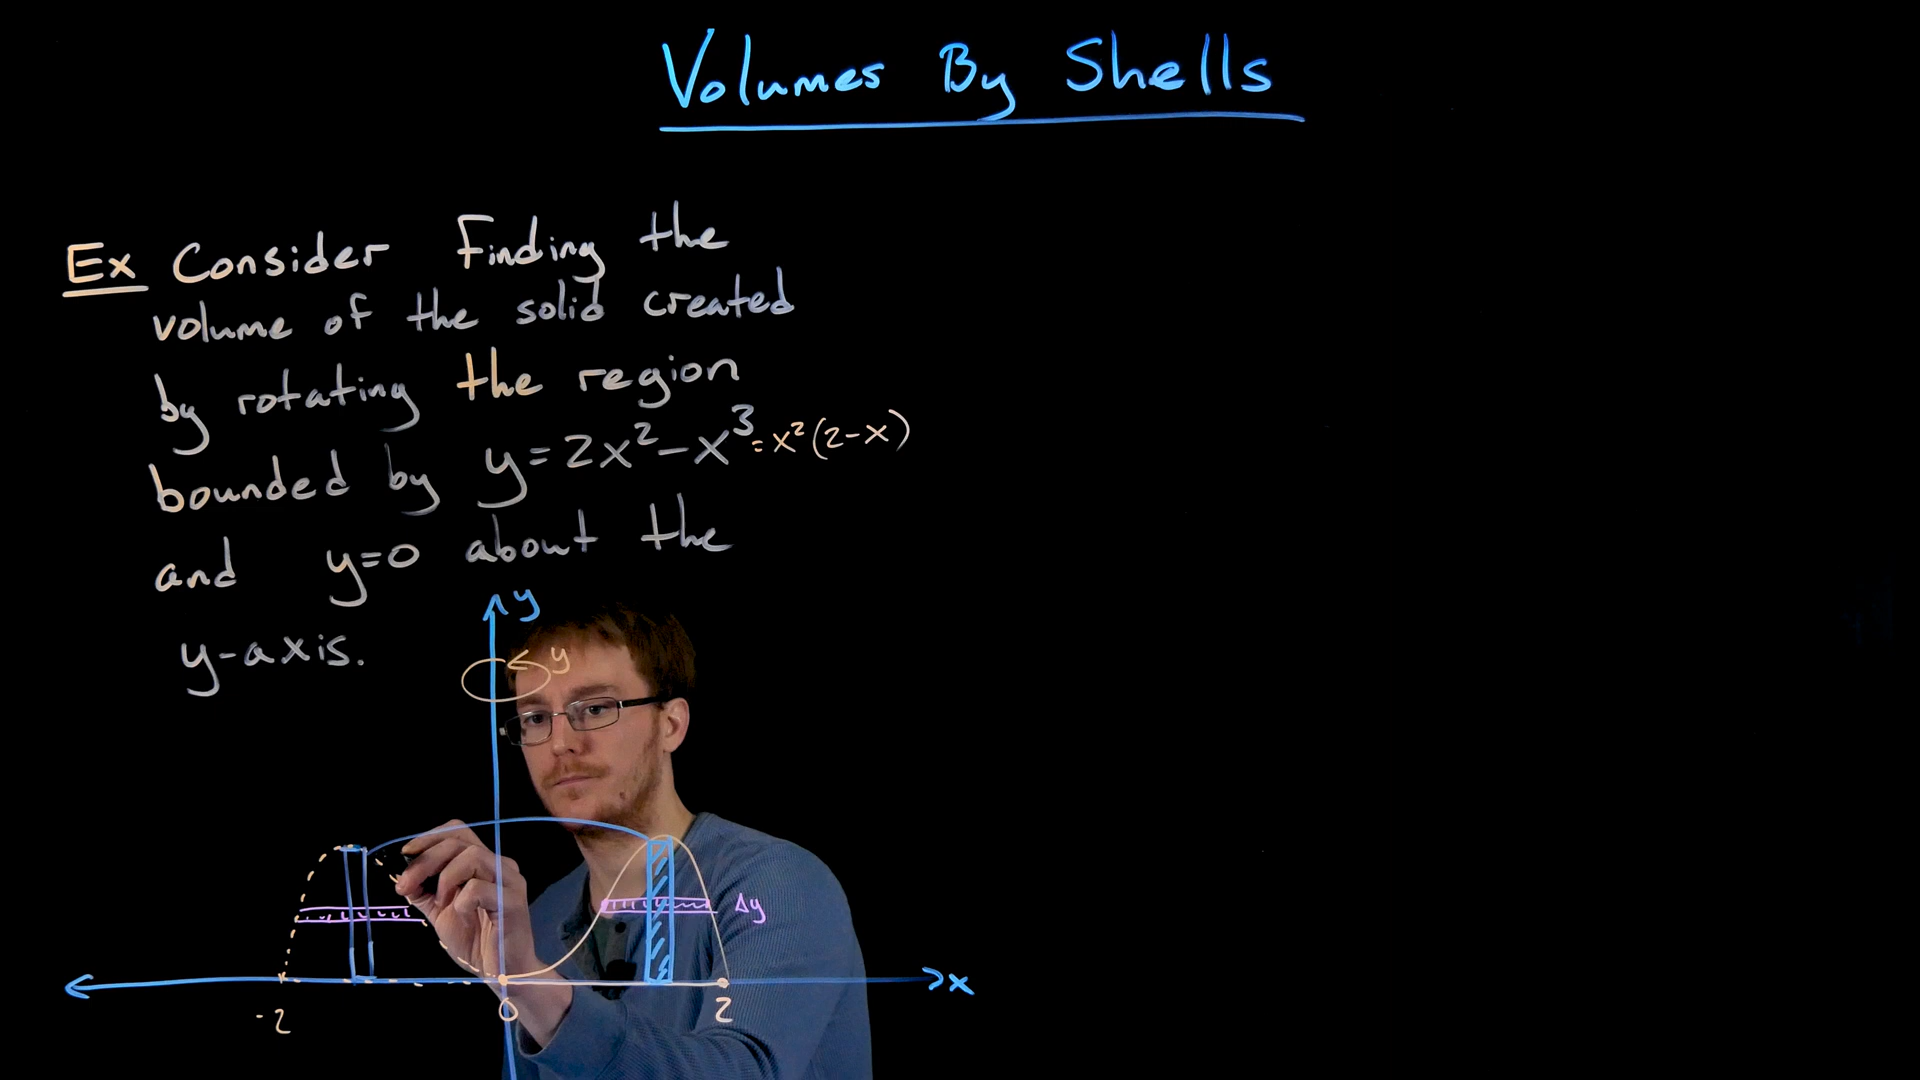 Volumes By Shells
Ex Consider Finding the
volume of the solid created
by rotating the region
bounded by y=2x²-x³=x²(2-x)
and y=0 about the
y-axis.
y
y
Δy
x
-2 0 2